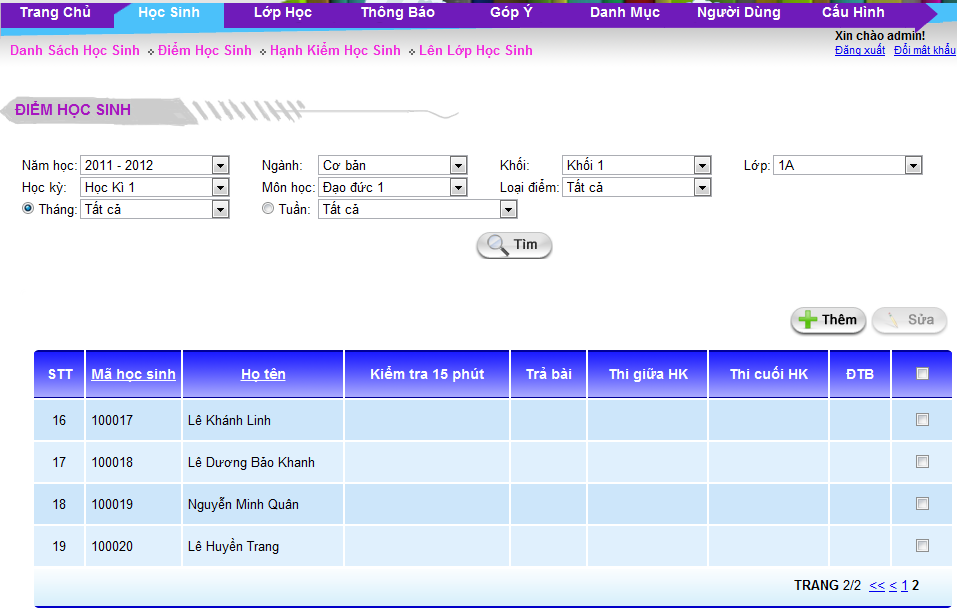 Trang Chủ Học Sinh Lớp Học Thông Báo Góp Ý Danh Mục Người Dùng Cấu Hình
Xin chào admin!
Danh Sách Học Sinh Điểm Học Sinh Hạnh Kiểm Học Sinh Lên Lớp Học Sinh
Đăng xuất Đổi mật khẩu
ĐIỂM HỌC SINH
Năm học: 2011 - 2012 Ngành: Cơ bản Khối: Khối 1 Lớp: 1A
Học kỳ: Học Kì 1 Môn học: Đạo đức 1 Loại điểm: Tất cả
Tháng: Tất cả Tuần: Tất cả
Tìm
Thêm Sửa
STT Mã học sinh Họ tên Kiểm tra 15 phút Trả bài Thi giữa HK Thi cuối HK ĐTB
16 100017 Lê Khánh Linh
17 100018 Lê Dương Bảo Khanh
18 100019 Nguyễn Minh Quân
19 100020 Lê Huyền Trang
TRANG 2/2 << < 1 2